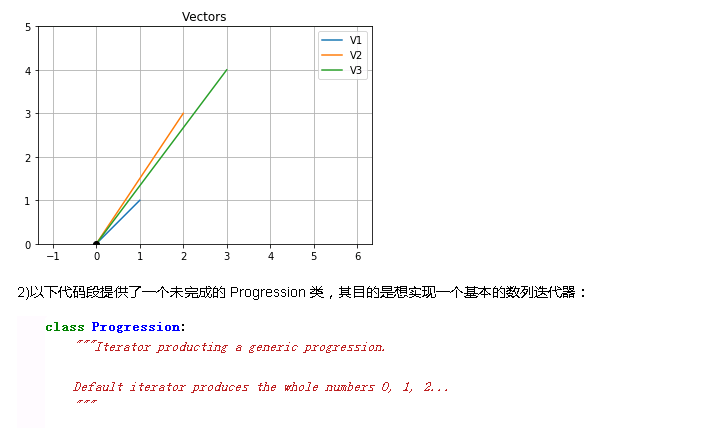 Vectors
5
V1
V2
4
V3
3
2
1
0
−1 0 1 2 3 4 5 6
2)以下代码段提供了一个未完成的 Progression 类，其目的是想实现一个基本的数列迭代器：
class Progression:
"""Iterator producting a generic progression.
Default iterator produces the whole numbers 0, 1, 2...
"""